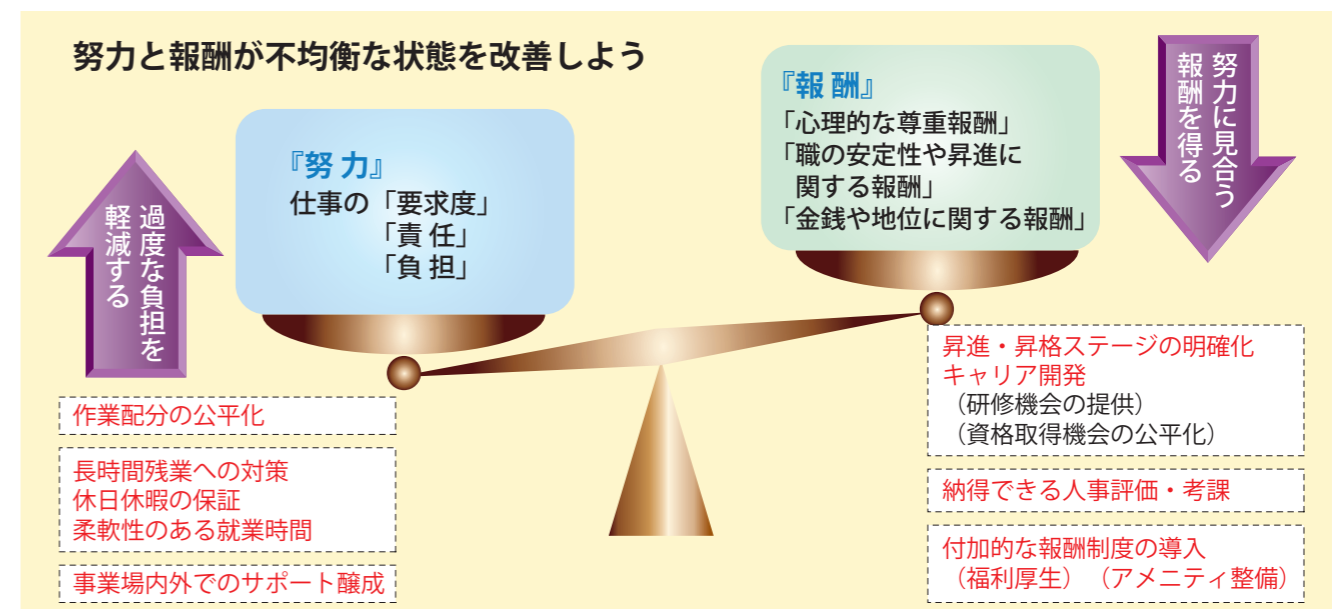 努力と報酬が不均衡な状態を改善しよう
過度な負担を
軽減する
『努 力』
仕事の「要求度」
「責 任」
「負 担」
『報 酬』
「心理的な尊重報酬」
「職の安定性や昇進に
関する報酬」
「金銭や地位に関する報酬」
努力に見合う
報酬を得る
作業配分の公平化
長時間残業への対策
休日休暇の保証
柔軟性のある就業時間
事業場内外でのサポート醸成
昇進・昇格ステージの明確化
キャリア開発
（研修機会の提供）
（資格取得機会の公平化）
納得できる人事評価・考課
付加的な報酬制度の導入
（福利厚生）（アメニティ整備）